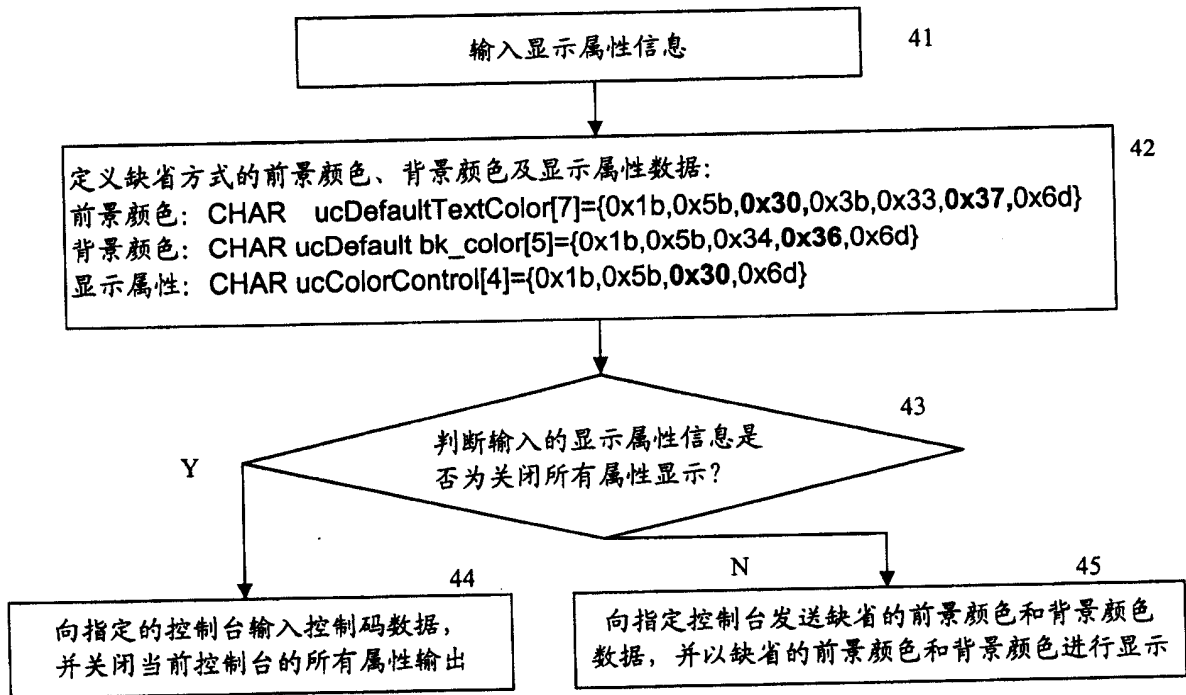 输入显示属性信息
41
42
定义缺省方式的前景颜色、背景颜色及显示属性数据:
前景颜色: CHAR ucDefaultTextColor[7]={0x1b,0x5b,0x30,0x3b,0x33,0x37,0x6d}
背景颜色: CHAR ucDefault bk_color[5]={0x1b,0x5b,0x34,0x36,0x6d}
显示属性: CHAR ucColorControl[4]={0x1b,0x5b,0x30,0x6d}
43
判断输入的显示属性信息是
否为关闭所有属性显示?
Y
N
44
45
向指定的控制台输入控制码数据,
并关闭当前控制台的所有属性输出
向指定控制台发送缺省的前景颜色和背景颜色
数据, 并以缺省的前景颜色和背景颜色进行显示